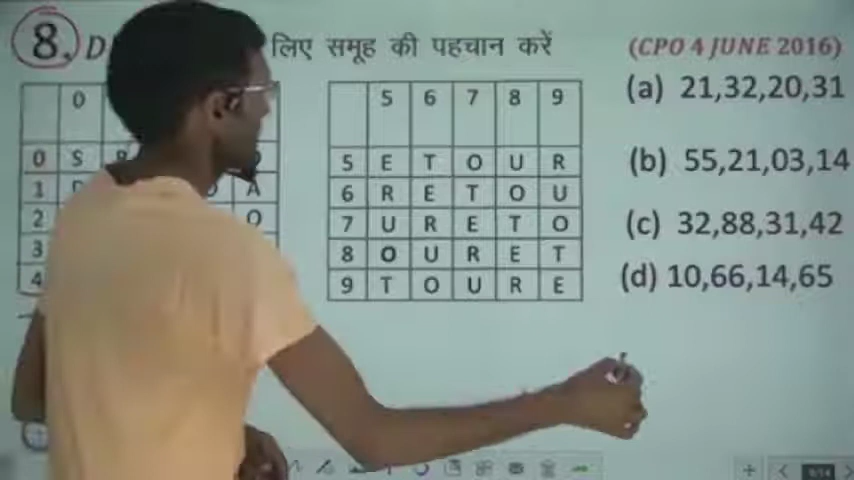 8. D लिए समूह की पहचान करें (CPO 4 JUNE 2016)
0
0 S
1 A
2 O
3
4
5 6 7 8 9
5 E T O U R
6 R E T O U
7 U R E T O
8 O U R E T
9 T O U R E
(a) 21,32,20,31
(b) 55,21,03,14
(c) 32,88,31,42
(d) 10,66,14,65